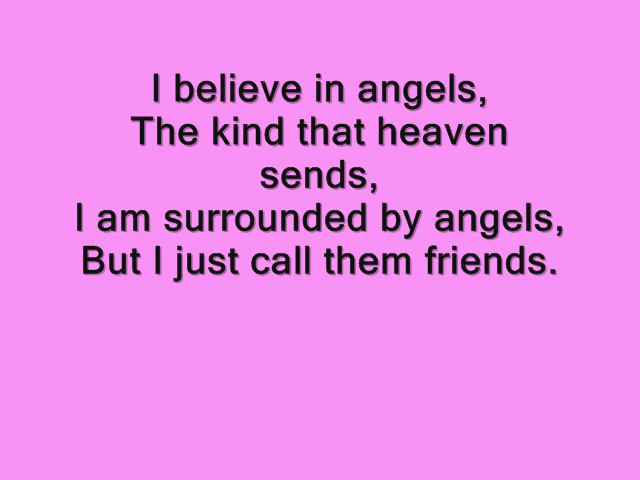 I believe in angels,
The kind that heaven
sends,
I am surrounded by angels,
But I just call them friends.